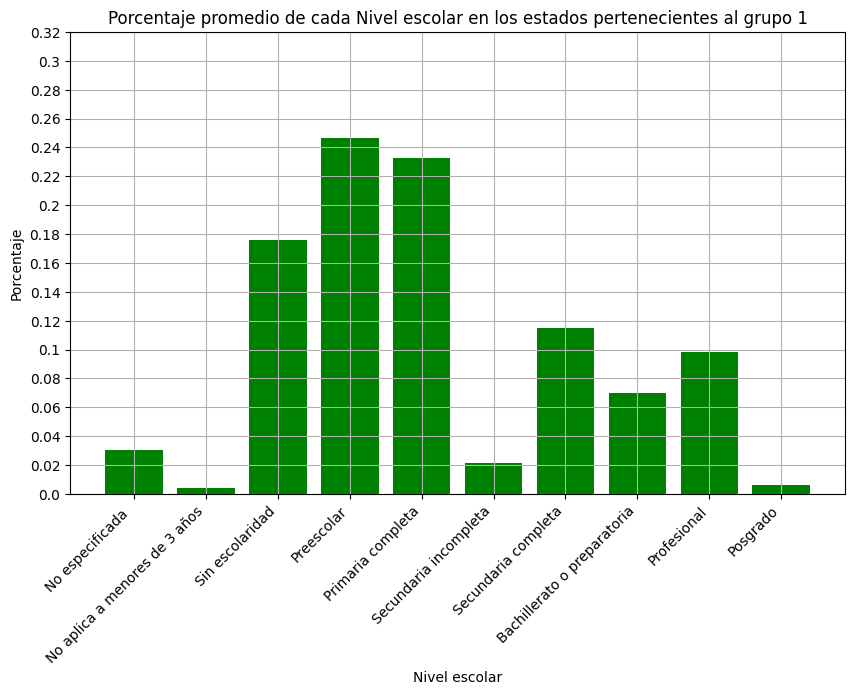 Porcentaje promedio de cada Nivel escolar en los estados pertenecientes al grupo 1
0.32
0.3
0.28
0.26
0.24
0.22
0.2
0.18
0.16
0.14
0.12
0.1
0.08
0.06
0.04
0.02
0.0
Porcentaje
No especificada
No aplica a menores de 3 años
Sin escolaridad
Preescolar
Primaria completa
Secundaria incompleta
Secundaria completa
Bachillerato o preparatoria
Profesional
Posgrado
Nivel escolar